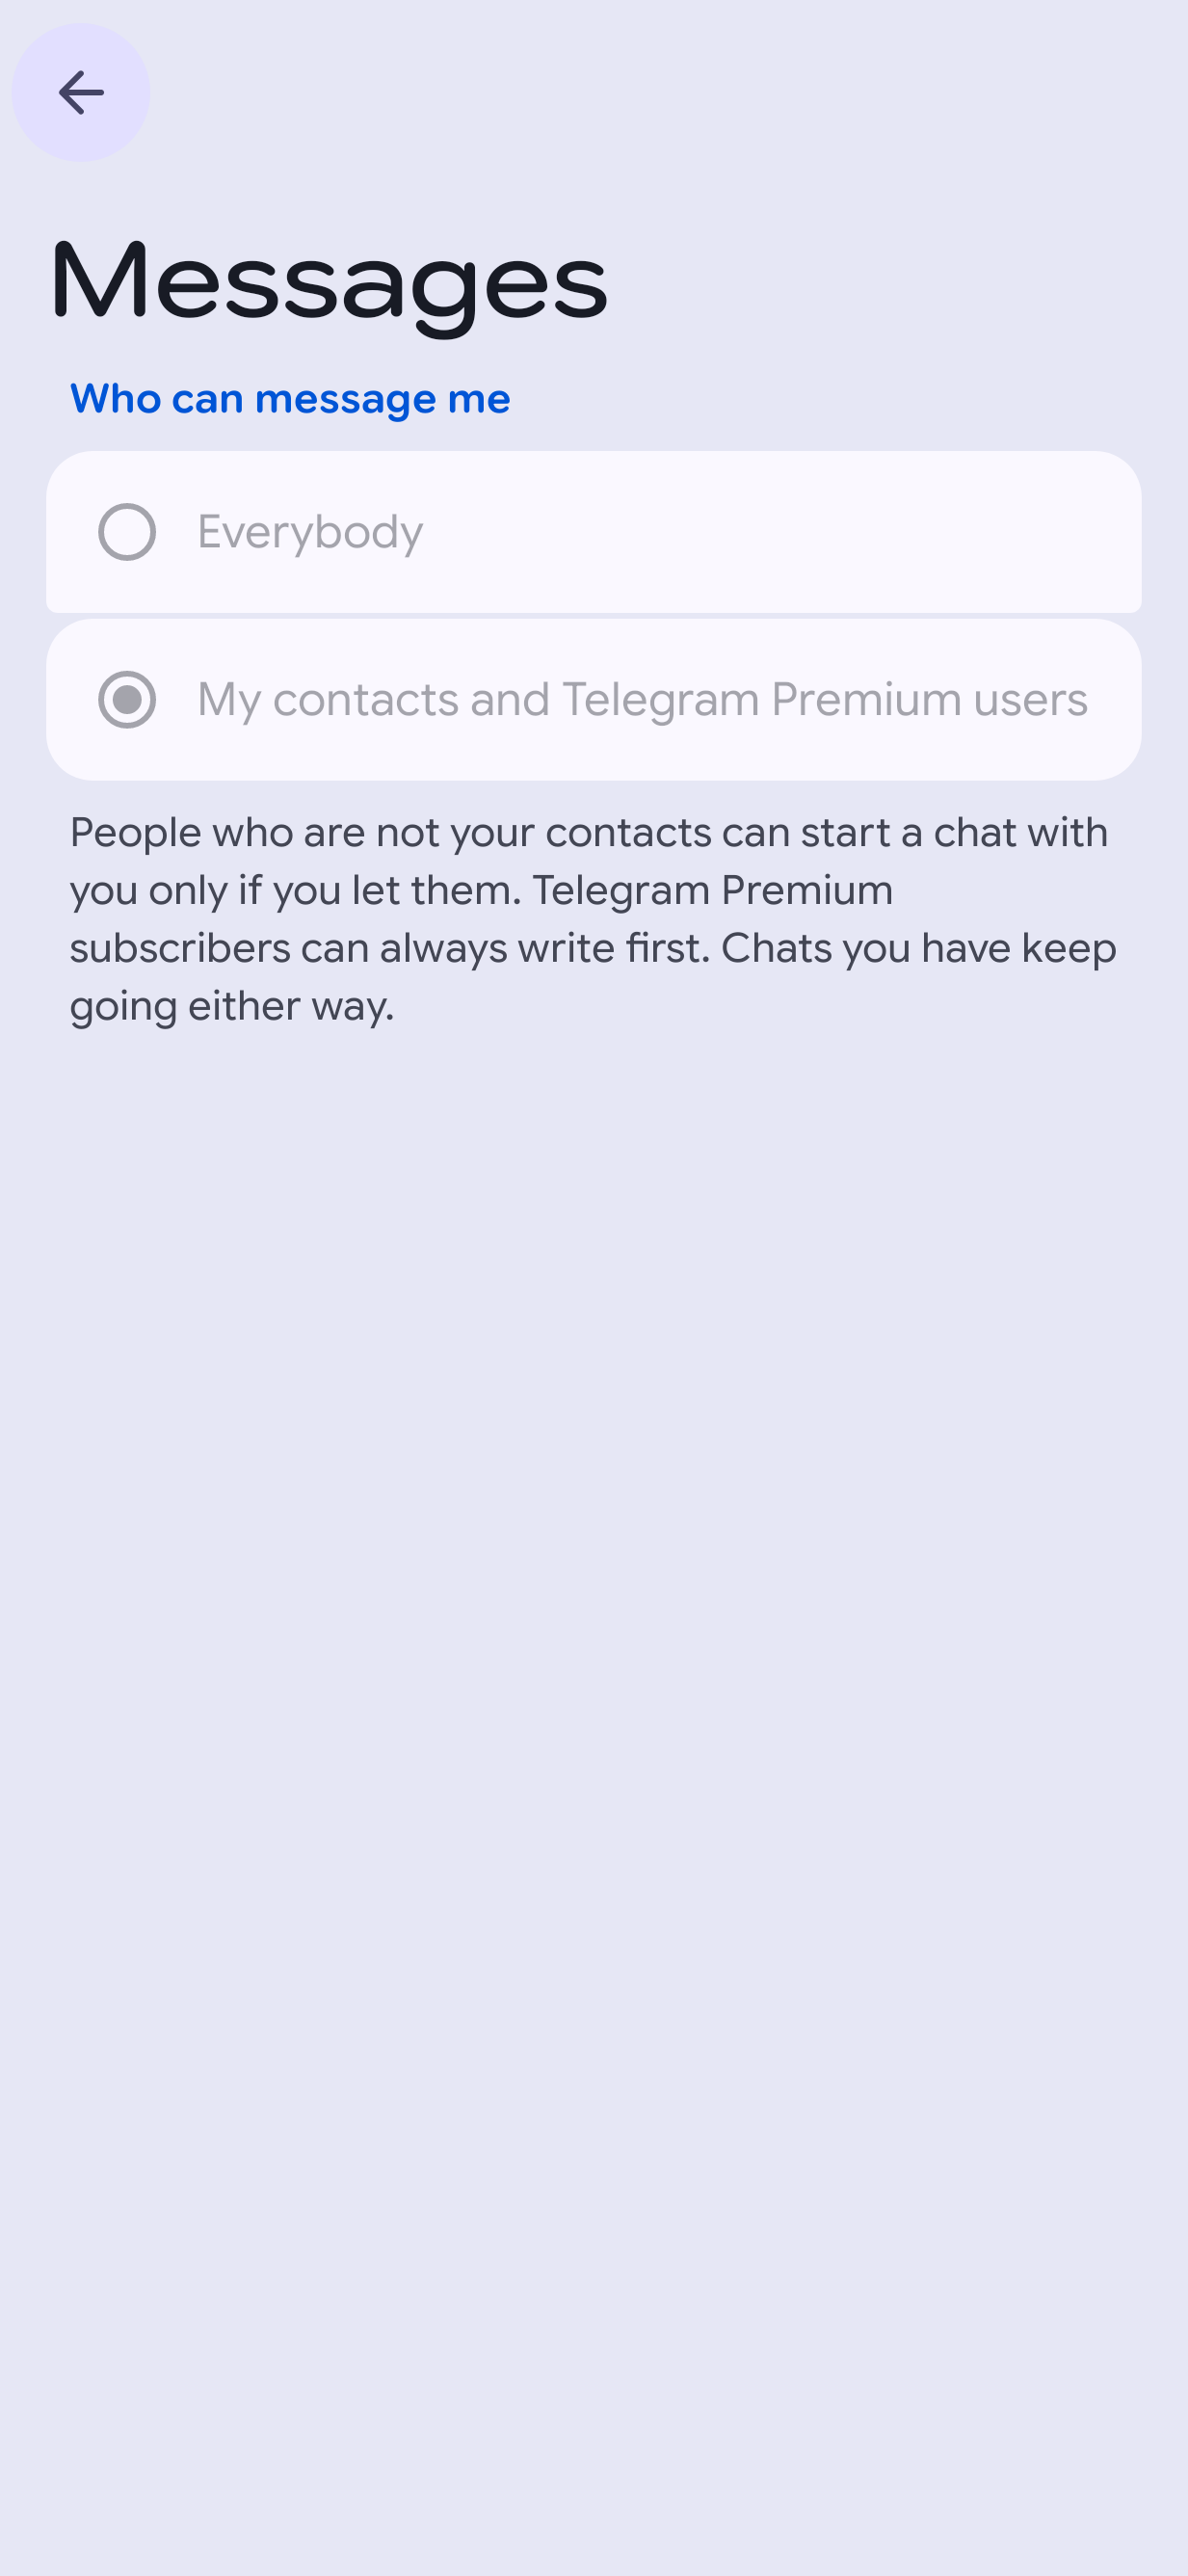 Messages
Who can message me
Everybody
My contacts and Telegram Premium users
People who are not your contacts can start a chat with
you only if you let them. Telegram Premium
subscribers can always write first. Chats you have keep
going either way.